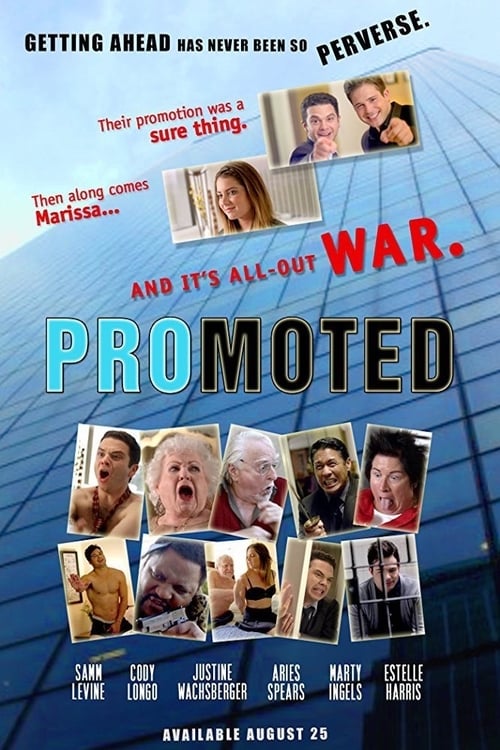 GETTING AHEAD HAS NEVER BEEN SO PERVERSE.
Their promotion was a
sure thing.
Then along comes
Marissa...
AND IT'S ALL-OUT WAR.
PROMOTED
SAMM LEVINE
CODY LONGO
JUSTINE WACHSBERGER
ARIES SPEARS
MARTY INGELS
ESTELLE HARRIS
AVAILABLE AUGUST 25